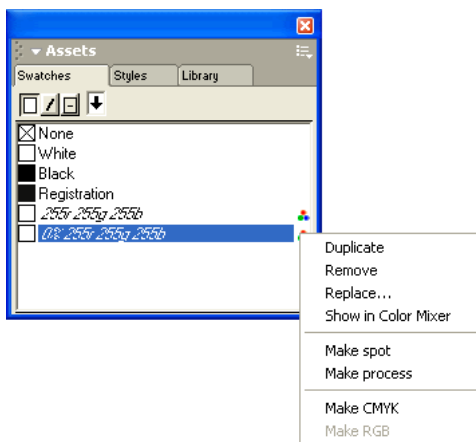 Assets
Swatches Styles Library
None
White
Black
Registration
255r 255g 255b
0% 255r 255g 255b
Duplicate
Remove
Replace...
Show in Color Mixer
Make spot
Make process
Make CMYK
Make RGB